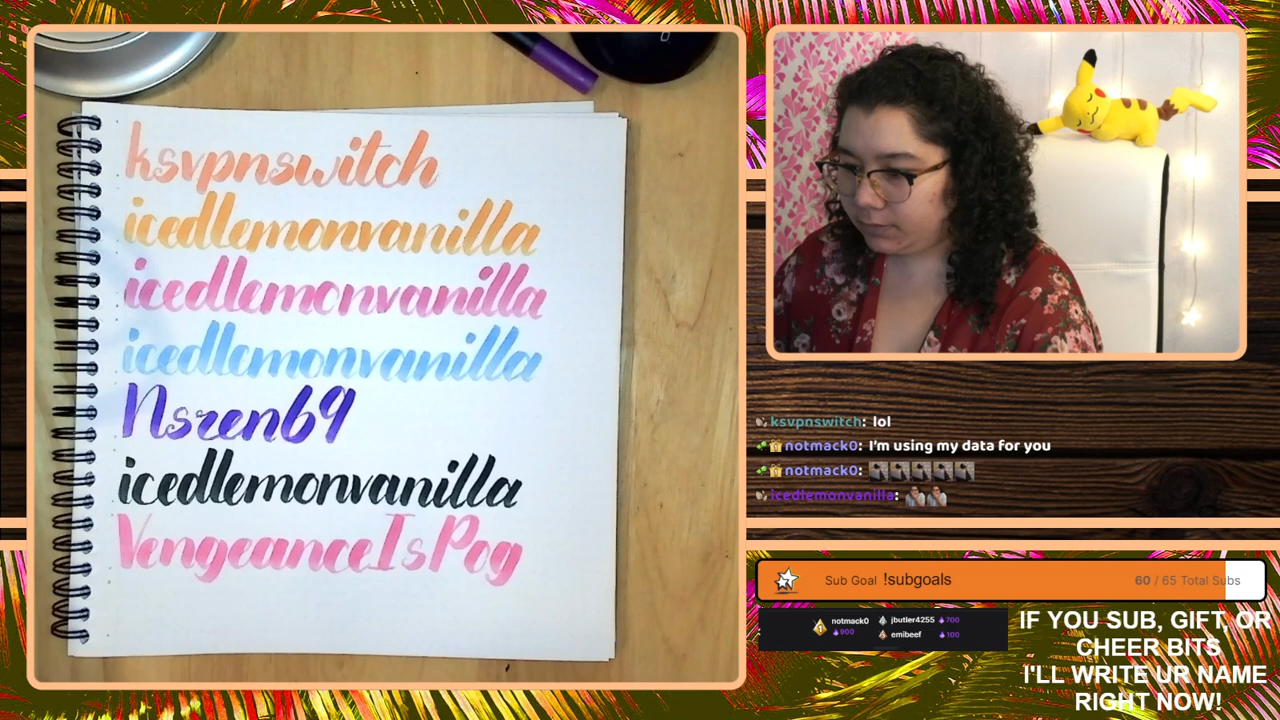 ksvpnswitch
icedlemonvanilla
icedlemonvanilla
icedlemonvanilla
Nsren69
icedlemonvanilla
VengeanceIsPog
ksvpnswitch: lol
notmack0: I'm using my data for you
notmack0:
icedlemonvanilla:
Sub Goal !subgoals 60 / 65 Total Subs
1 notmack0 900
jbutler4255 700
emibeef 100
IF YOU SUB, GIFT, OR
CHEER BITS
I'LL WRITE UR NAME
RIGHT NOW!